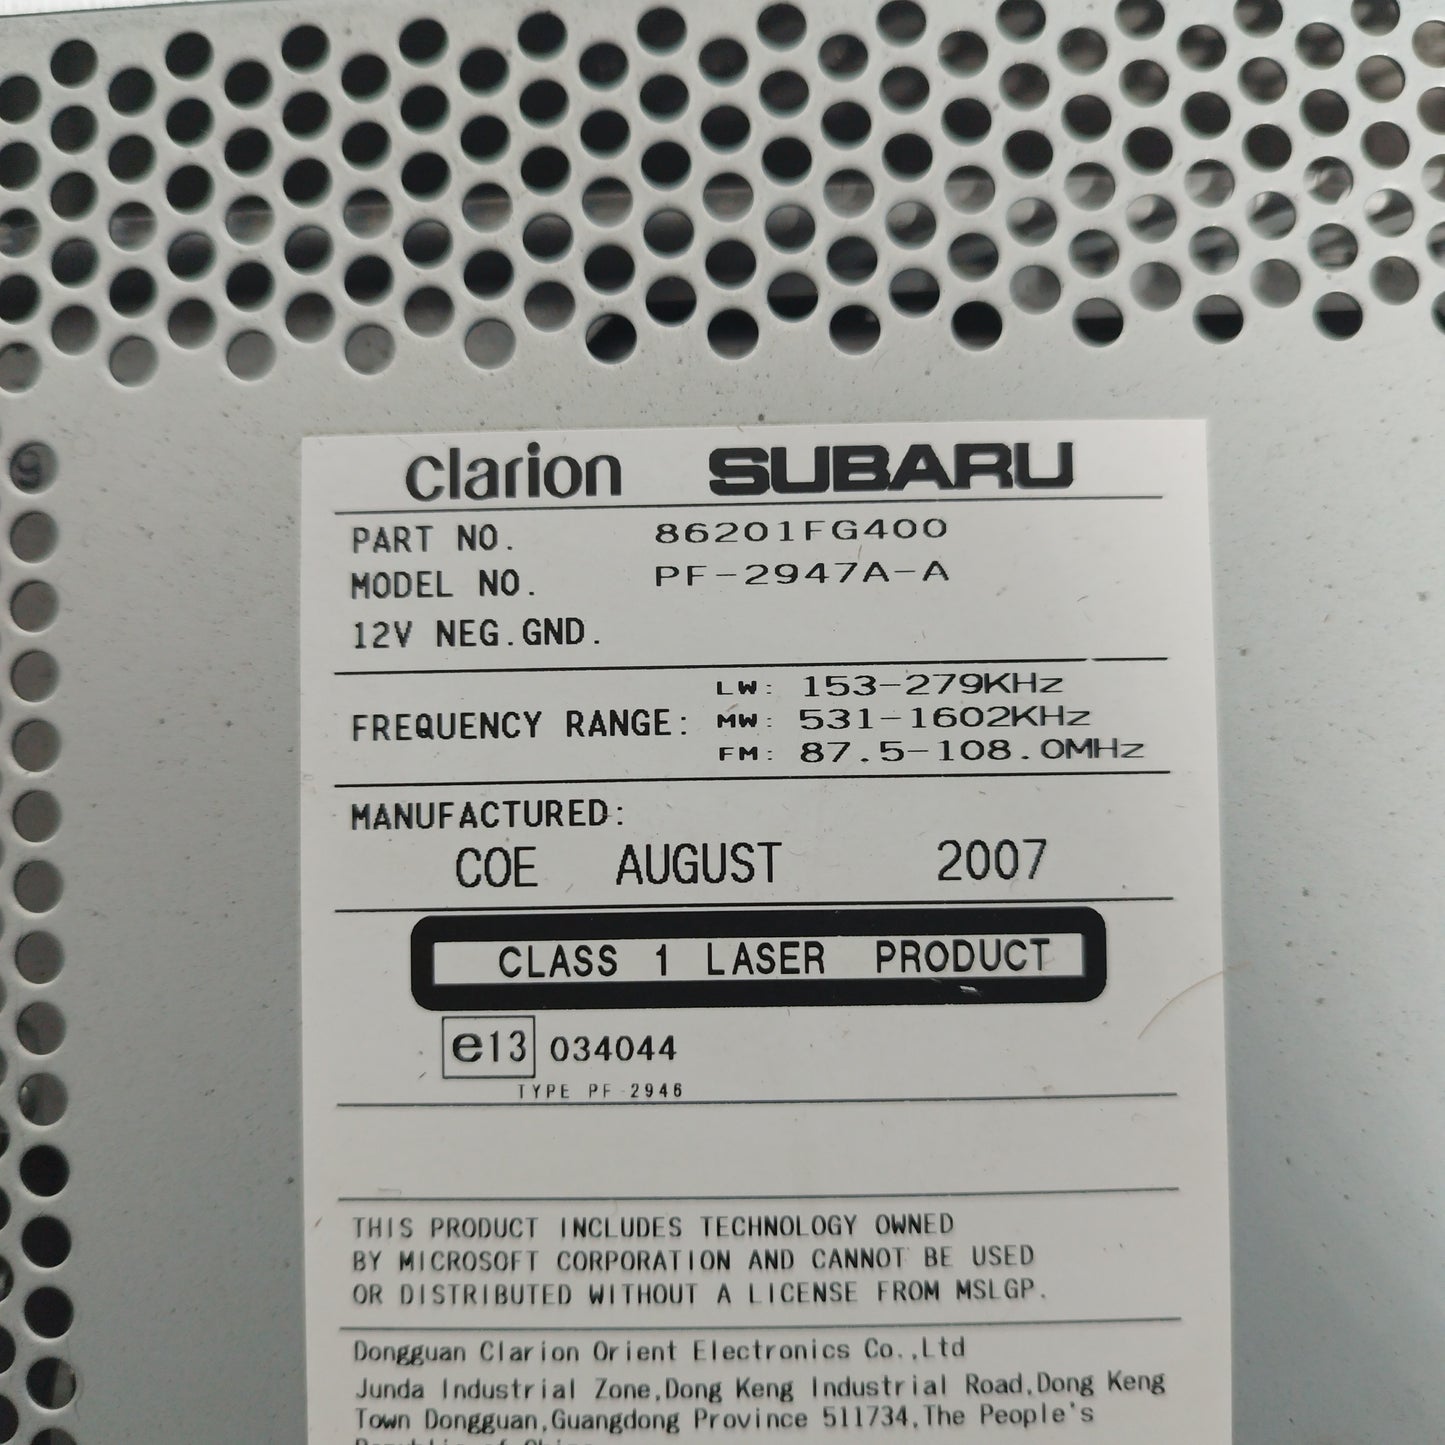 clarion SUBARU
PART NO. 86201FG400
MODEL NO. PF-2947A-A
12V NEG.GND.
LW: 153-279KHz
FREQUENCY RANGE: MW: 531-1602KHz
FM: 87.5-108.0MHz
MANUFACTURED:
COE AUGUST 2007
CLASS 1 LASER PRODUCT
e13 034044
TYPE PF-2946
THIS PRODUCT INCLUDES TECHNOLOGY OWNED
BY MICROSOFT CORPORATION AND CANNOT BE USED
OR DISTRIBUTED WITHOUT A LICENSE FROM MSLGP.
Dongguan Clarion Orient Electronics Co.,Ltd
Junda Industrial Zone,Dong Keng Industrial Road,Dong Keng
Town Dongguan,Guangdong Province 511734,The People's